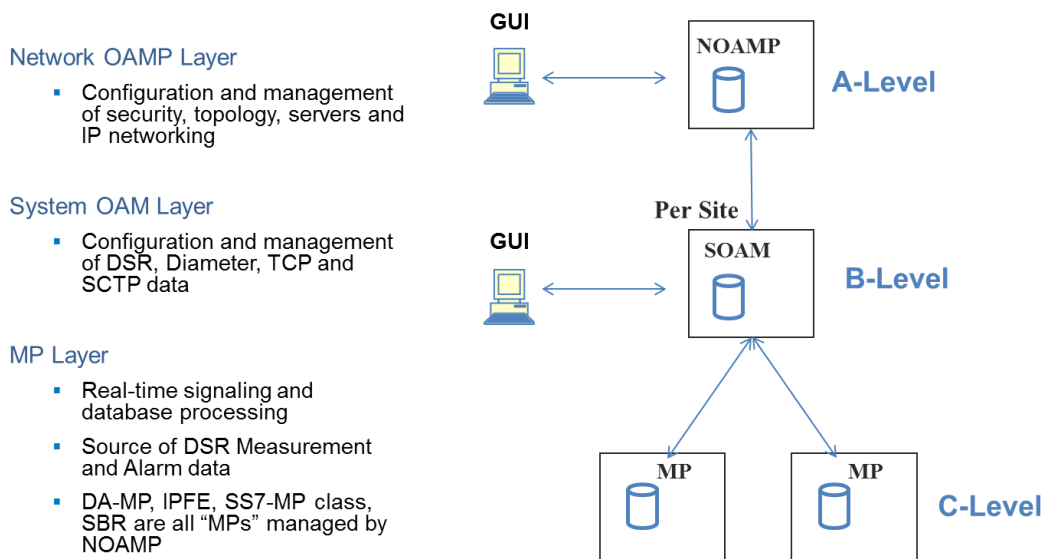 Network OAMP Layer
▪ Configuration and management
of security, topology, servers and
IP networking
System OAM Layer
▪ Configuration and management
of DSR, Diameter, TCP and
SCTP data
MP Layer
▪ Real-time signaling and
database processing
▪ Source of DSR Measurement
and Alarm data
▪ DA-MP, IPFE, SS7-MP class,
SBR are all “MPs” managed by
NOAMP
GUI
NOAMP
A-Level
Per Site
GUI
SOAM
B-Level
MP
MP
C-Level